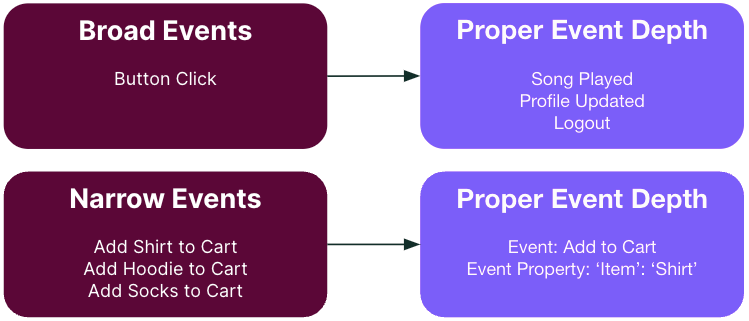 Broad Events
Button Click
Proper Event Depth
Song Played
Profile Updated
Logout
Narrow Events
Add Shirt to Cart
Add Hoodie to Cart
Add Socks to Cart
Proper Event Depth
Event: Add to Cart
Event Property: ‘Item’: ‘Shirt’